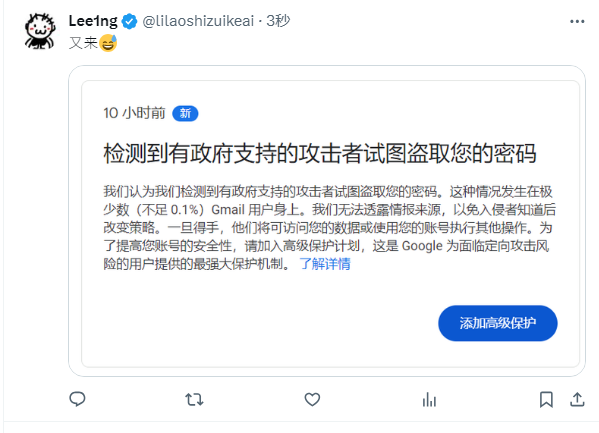 Lee1ng @lilaoshizuikeai · 3秒
又来😅
10 小时前 新
检测到有政府支持的攻击者试图盗取您的密码
我们认为我们检测到有政府支持的攻击者试图盗取您的密码。这种情况发生在极
少数（不足 0.1%）Gmail 用户身上。我们无法透露情报来源，以免入侵者知道后
改变策略。一旦得手，他们将可访问您的数据或使用您的账号执行其他操作。为
了提高您账号的安全性，请加入高级保护计划，这是 Google 为面临定向攻击风
险的用户提供的最强大保护机制。 了解详情
添加高级保护